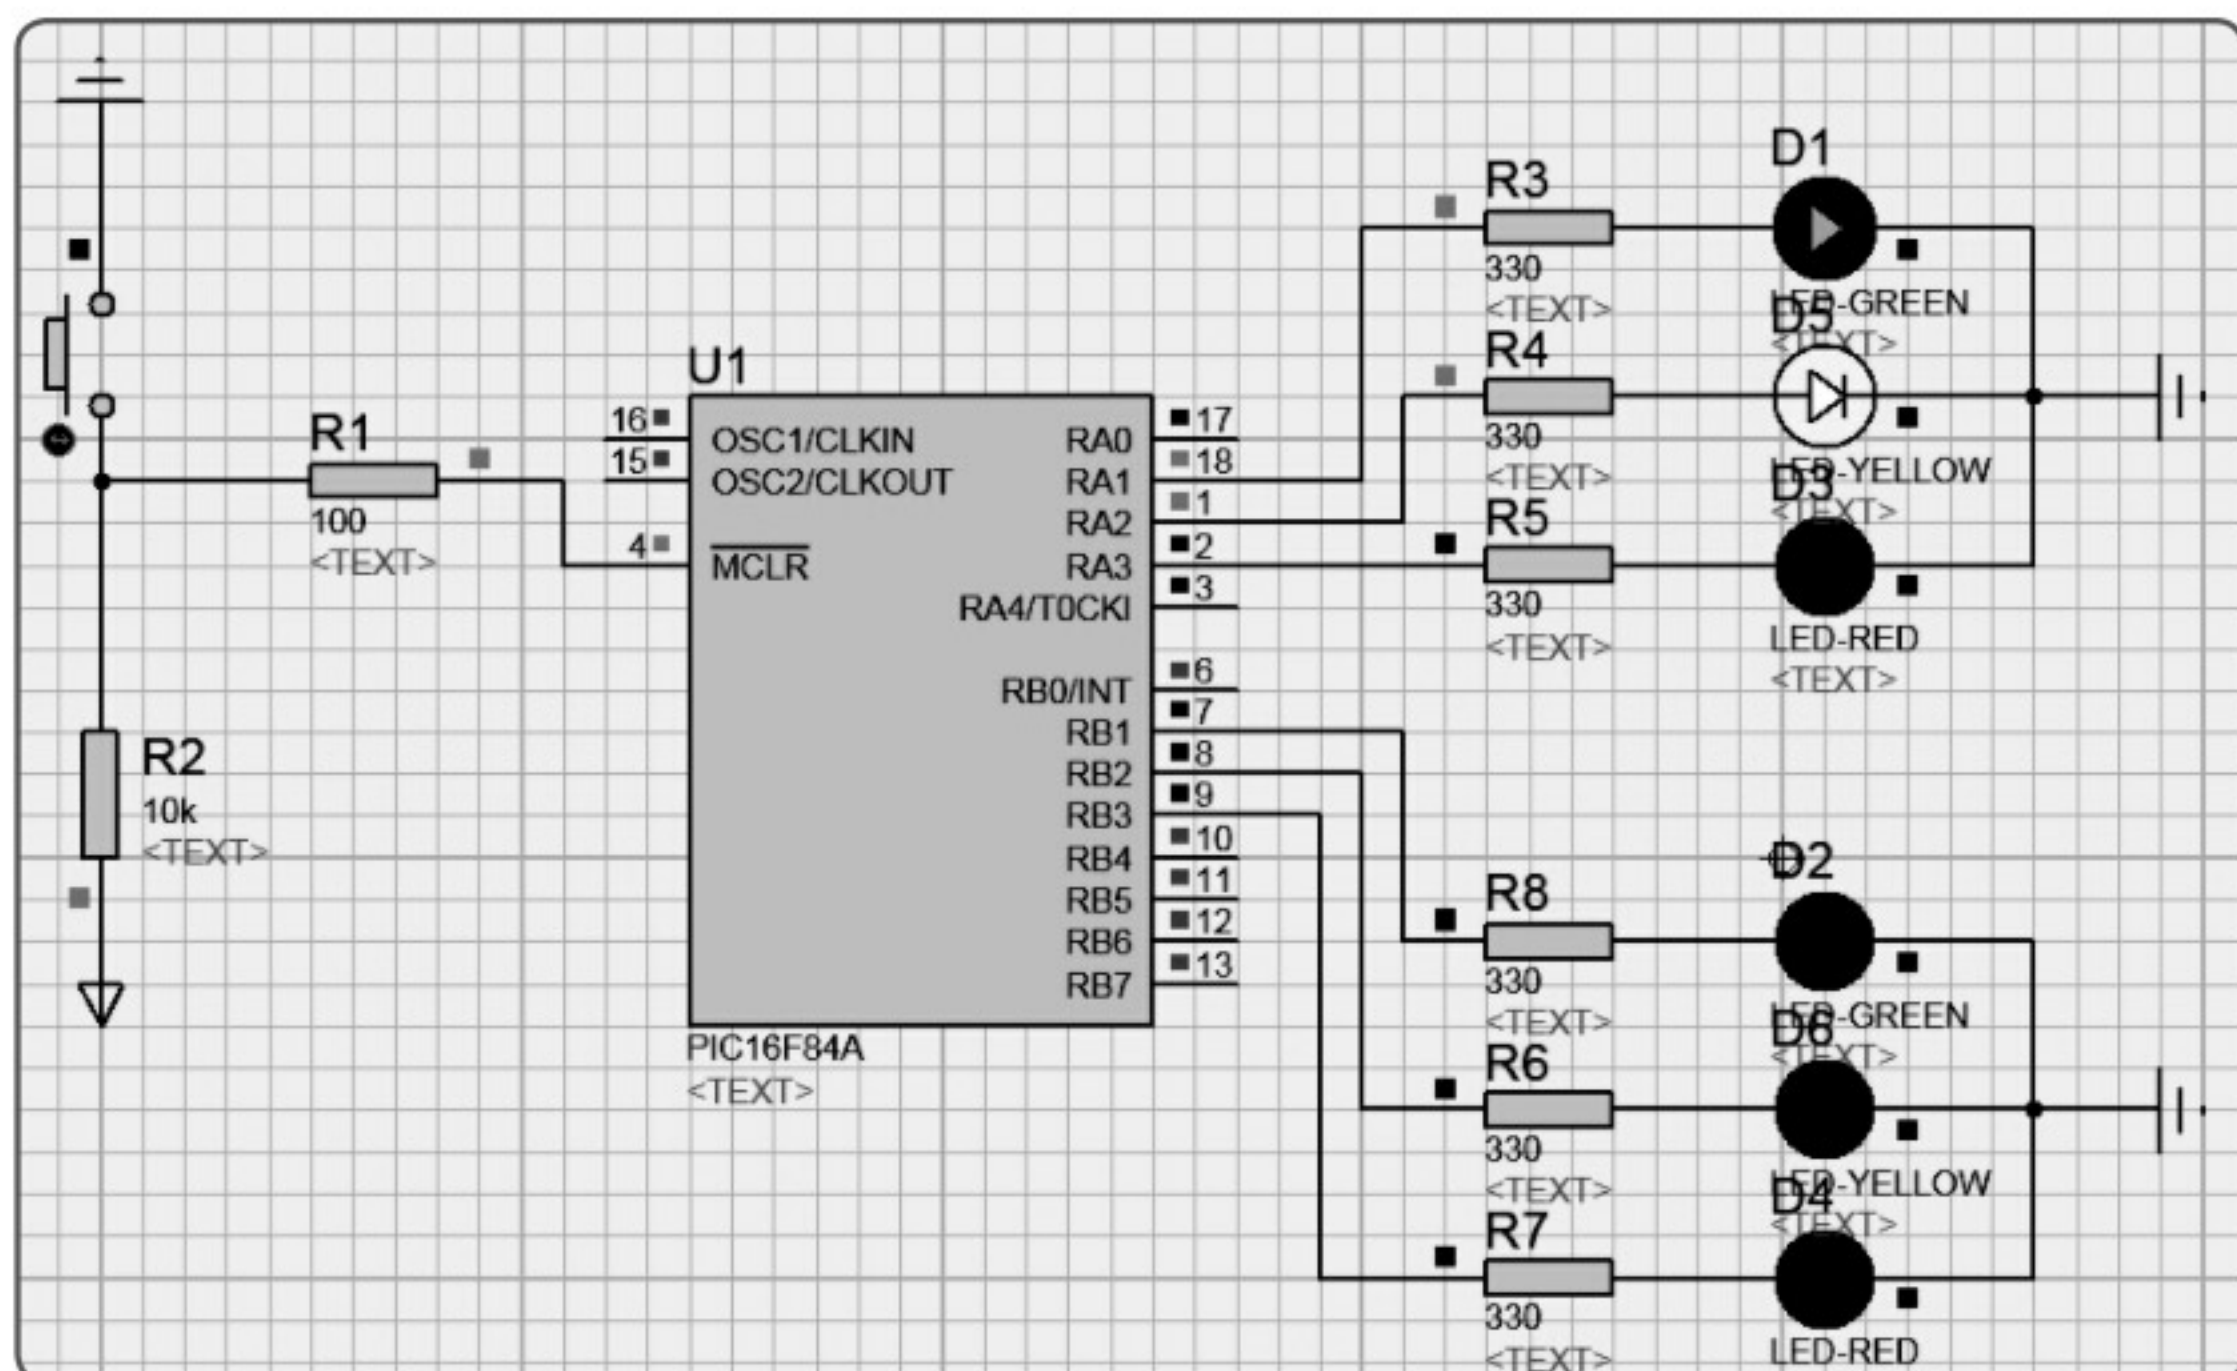 R1
100
<TEXT>
R2
10k
<TEXT>
U1
16
OSC1/CLKIN
15
OSC2/CLKOUT
4
MCLR
RA0
17
RA1
18
RA2
1
RA3
2
RA4/T0CKI
3
RB0/INT
6
RB1
7
RB2
8
RB3
9
RB4
10
RB5
11
RB6
12
RB7
13
PIC16F84A
<TEXT>
R3
330
<TEXT>
R4
330
<TEXT>
R5
330
<TEXT>
D1
LED-GREEN
<TEXT>
D5
LED-YELLOW
<TEXT>
D3
LED-RED
<TEXT>
R8
330
<TEXT>
R6
330
<TEXT>
R7
330
<TEXT>
D2
LED-GREEN
<TEXT>
D6
LED-YELLOW
<TEXT>
D4
LED-RED